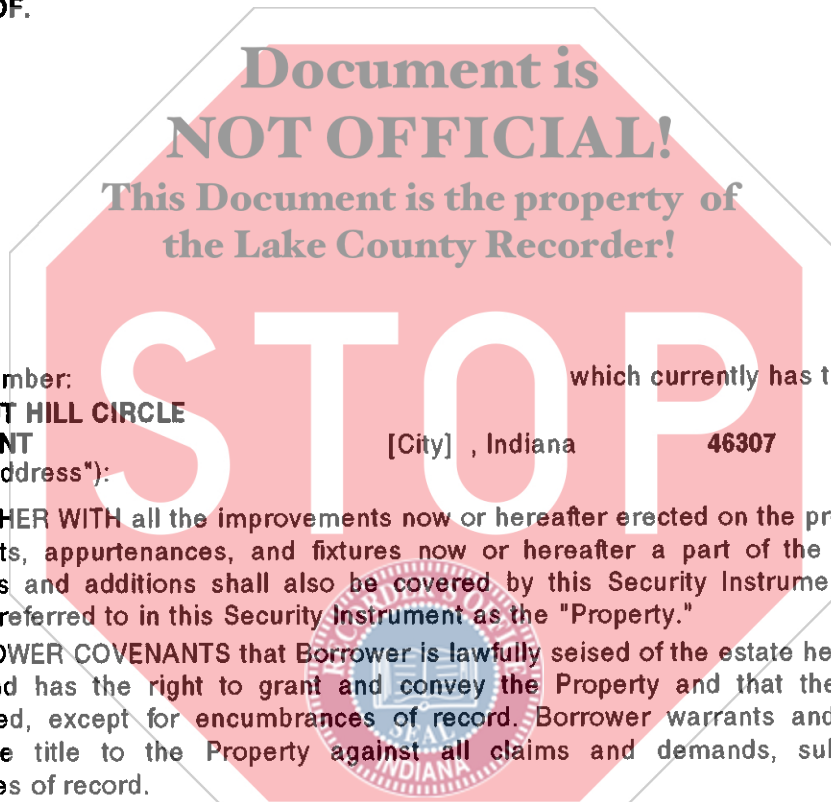 OF.
Document is
NOT OFFICIAL!
This Document is the property of
the Lake County Recorder!
STOP
mber: which currently has t
T HILL CIRCLE
NT [City] , Indiana 46307
ddress"):
HER WITH all the improvements now or hereafter erected on the pr
ts, appurtenances, and fixtures now or hereafter a part of the
s and additions shall also be covered by this Security Instrume
referred to in this Security Instrument as the "Property."
OWER COVENANTS that Borrower is lawfully seised of the estate he
d has the right to grant and convey the Property and that the
ed, except for encumbrances of record. Borrower warrants and
e title to the Property against all claims and demands, sul
es of record.
RECORDER'S OFFICE
SEAL
INDIANA